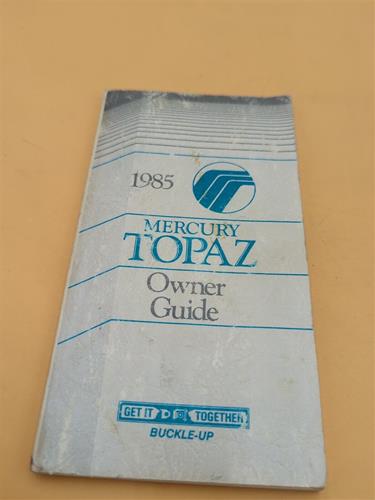 1985
MERCURY
TOPAZ
Owner
Guide
GET IT TOGETHER
BUCKLE-UP